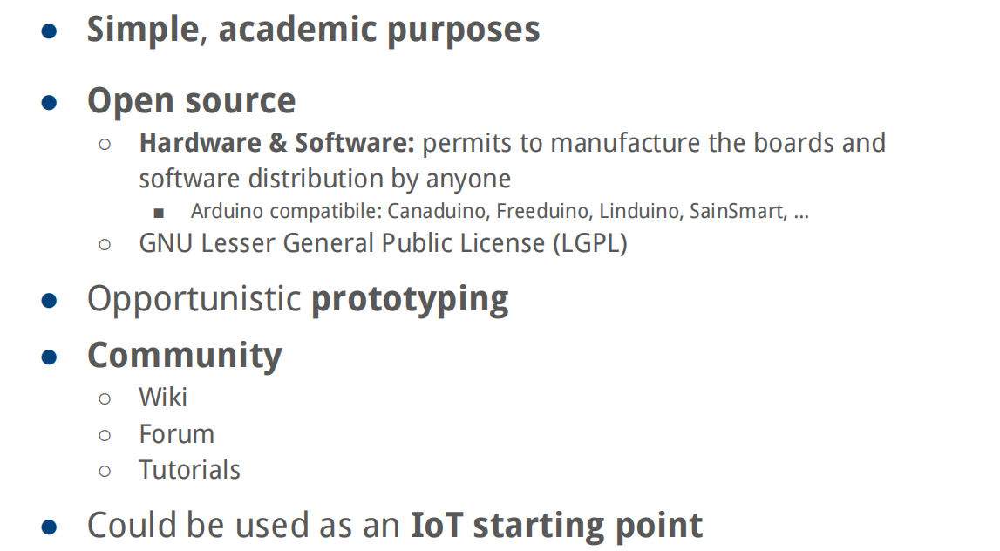 ● Simple, academic purposes
● Open source
○ Hardware & Software: permits to manufacture the boards and
software distribution by anyone
■ Arduino compatibile: Canaduino, Freeduino, Linduino, SainSmart, ...
○ GNU Lesser General Public License (LGPL)
● Opportunistic prototyping
● Community
○ Wiki
○ Forum
○ Tutorials
● Could be used as an IoT starting point